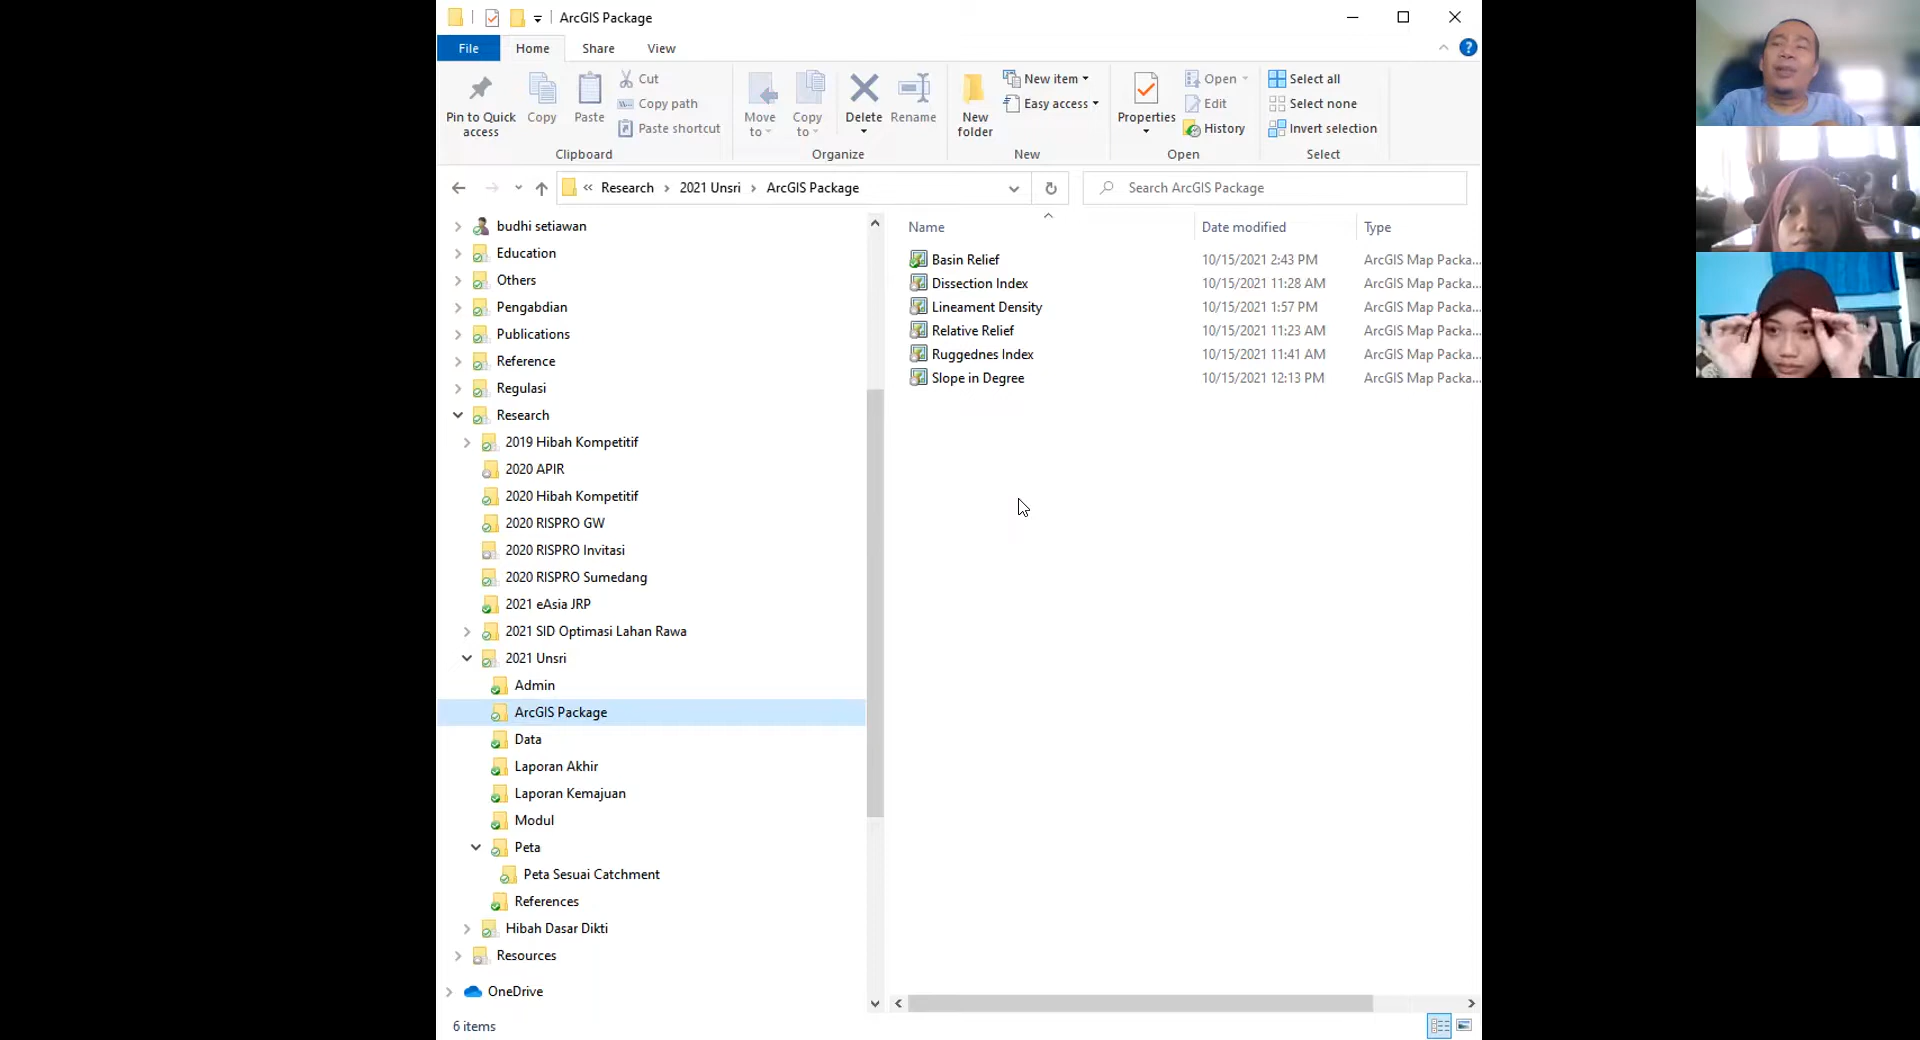 ArcGIS Package
File Home Share View
Pin to Quick access
Copy
Paste
Cut
Copy path
Paste shortcut
Clipboard
Move to
Copy to
Delete
Rename
Organize
New folder
New item
Easy access
New
Properties
Open
Edit
History
Open
Select all
Select none
Invert selection
Select
« Research › 2021 Unsri › ArcGIS Package
Search ArcGIS Package
budhi setiawan
Education
Others
Pengabdian
Publications
Reference
Regulasi
Research
2019 Hibah Kompetitif
2020 APIR
2020 Hibah Kompetitif
2020 RISPRO GW
2020 RISPRO Invitasi
2020 RISPRO Sumedang
2021 eAsia JRP
2021 SID Optimasi Lahan Rawa
2021 Unsri
Admin
ArcGIS Package
Data
Laporan Akhir
Laporan Kemajuan
Modul
Peta
Peta Sesuai Catchment
References
Hibah Dasar Dikti
Resources
OneDrive
Name Date modified Type
Basin Relief 10/15/2021 2:43 PM ArcGIS Map Packa...
Dissection Index 10/15/2021 11:28 AM ArcGIS Map Packa...
Lineament Density 10/15/2021 1:57 PM ArcGIS Map Packa...
Relative Relief 10/15/2021 11:23 AM ArcGIS Map Packa...
Ruggednes Index 10/15/2021 11:41 AM ArcGIS Map Packa...
Slope in Degree 10/15/2021 12:13 PM ArcGIS Map Packa...
6 items